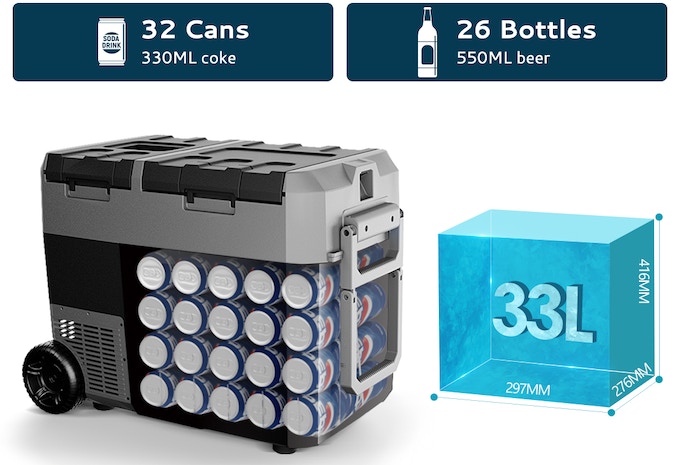 32 Cans
330ML coke
SODA
DRINK
26 Bottles
550ML beer
33L
416MM
297MM
276MM